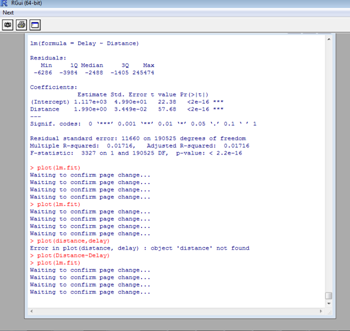 RGui (64-bit)
Next
lm(formula = Delay ~ Distance)
Residuals:
Min 1Q Median 3Q Max
-6286 -3984 -2488 -1405 245474
Coefficients:
Estimate Std. Error t value Pr(>|t|)
(Intercept) 1.117e+03 4.990e+01 22.38 <2e-16 ***
Distance 1.990e+00 3.449e-02 57.68 <2e-16 ***
---
Signif. codes: 0 '***' 0.001 '**' 0.01 '*' 0.05 '.' 0.1 ' ' 1
Residual standard error: 11660 on 190525 degrees of freedom
Multiple R-squared: 0.01716, Adjusted R-squared: 0.01716
F-statistic: 3327 on 1 and 190525 DF, p-value: < 2.2e-16
> plot(lm.fit)
Waiting to confirm page change...
Waiting to confirm page change...
Waiting to confirm page change...
Waiting to confirm page change...
> plot(lm.fit)
Waiting to confirm page change...
Waiting to confirm page change...
Waiting to confirm page change...
Waiting to confirm page change...
> plot(distance,delay)
Error in plot(distance, delay) : object 'distance' not found
> plot(Distance~Delay)
> plot(lm.fit)
Waiting to confirm page change...
Waiting to confirm page change...
Waiting to confirm page change...
Waiting to confirm page change...